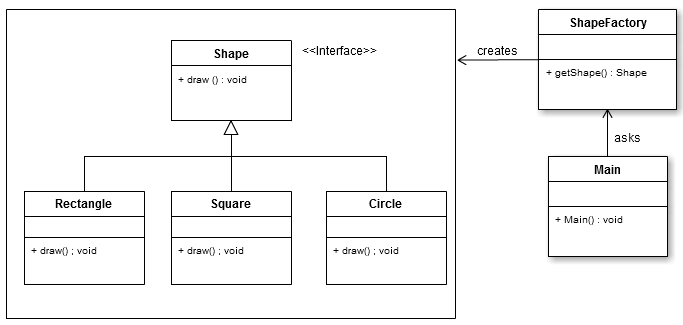 Shape
<<Interface>>
+ draw () : void
Rectangle
+ draw() ; void
Square
+ draw() ; void
Circle
+ draw() ; void
creates
ShapeFactory
+ getShape() : Shape
asks
Main
+ Main() : void